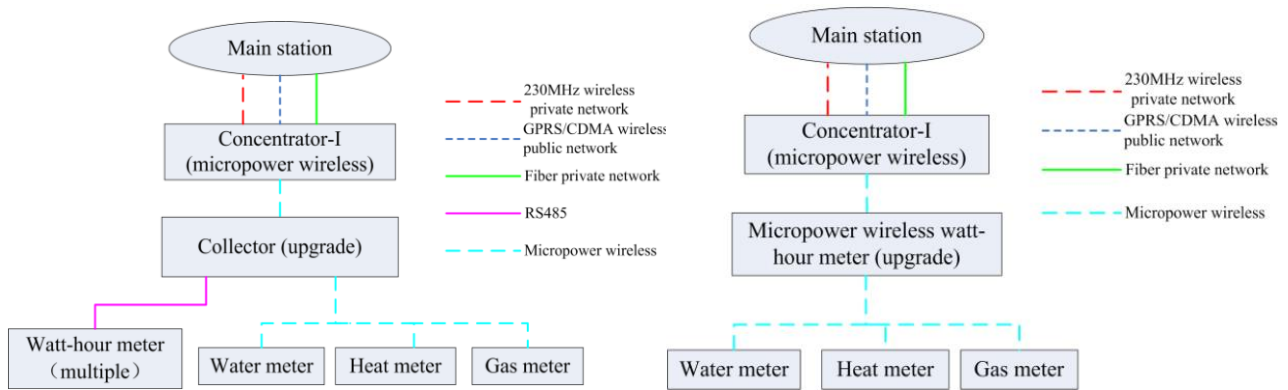 Main station
230MHz wireless
private network
GPRS/CDMA wireless
public network
Concentrator-I
(micropower wireless)
Fiber private network
RS485
Collector (upgrade)
Micropower wireless
Watt-hour meter
(multiple)
Water meter
Heat meter
Gas meter
Main station
230MHz wireless
private network
GPRS/CDMA wireless
public network
Concentrator-I
(micropower wireless)
Fiber private network
Micropower wireless
Micropower wireless watt-
hour meter (upgrade)
Water meter
Heat meter
Gas meter